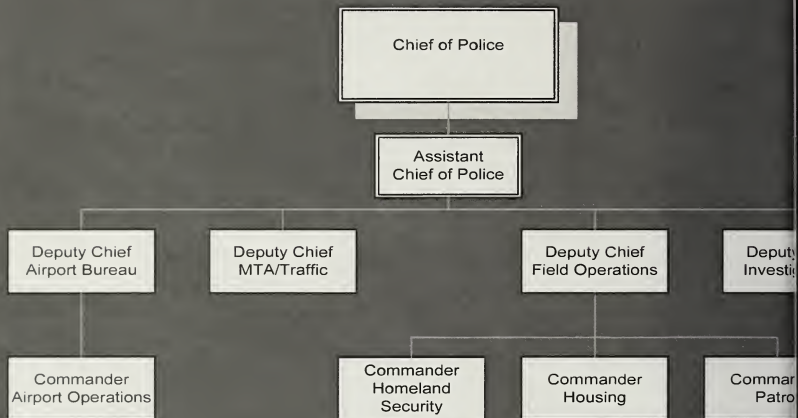 Chief of Police
Assistant
Chief of Police
Deputy Chief
Airport Bureau
Deputy Chief
MTA/Traffic
Deputy Chief
Field Operations
Deputy
Commander
Airport Operations
Commander
Homeland
Security
Commander
Housing